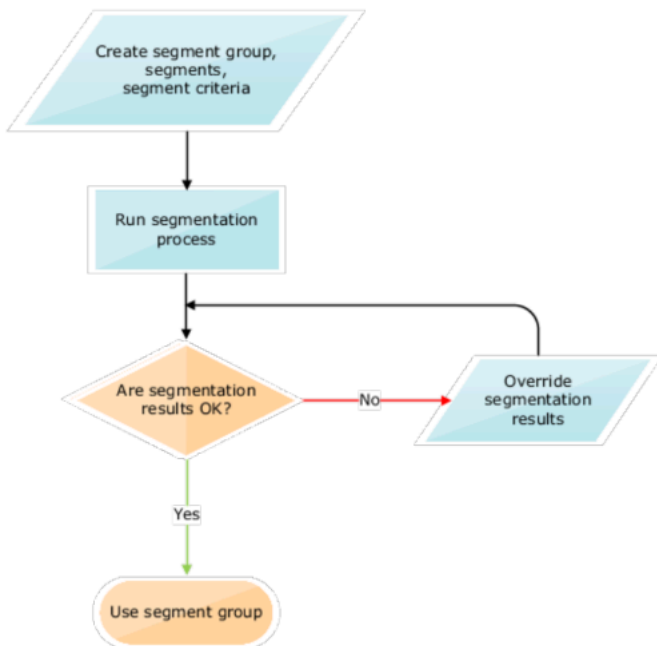 Create segment group,
segments,
segment criteria
Run segmentation
process
Are segmentation
results OK?
No
Override
segmentation
results
Yes
Use segment group